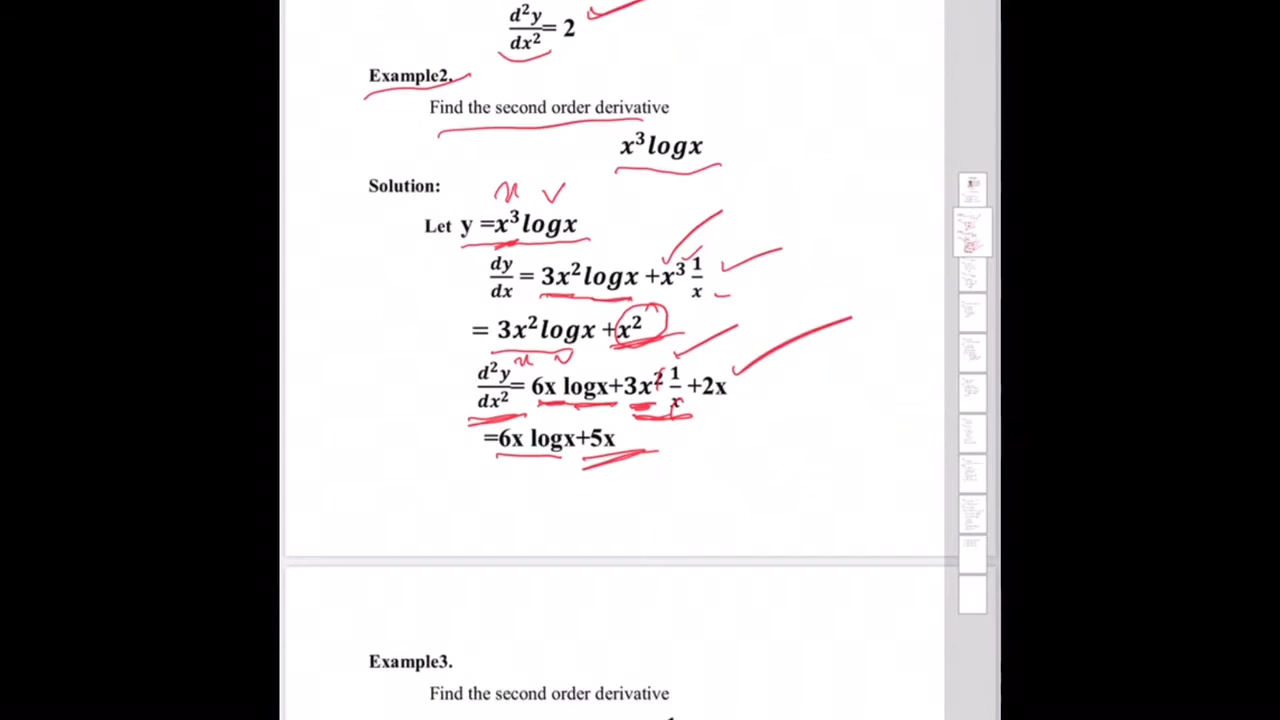 d²y/dx² = 2
Example2.
Find the second order derivative
x³logx
Solution:
u v
Let y =x³logx
dy/dx = 3x²logx +x³ 1/x
= 3x²logx +x²
u v
d²y/dx² = 6x logx+3x² 1/x +2x
=6x logx+5x
Example3.
Find the second order derivative